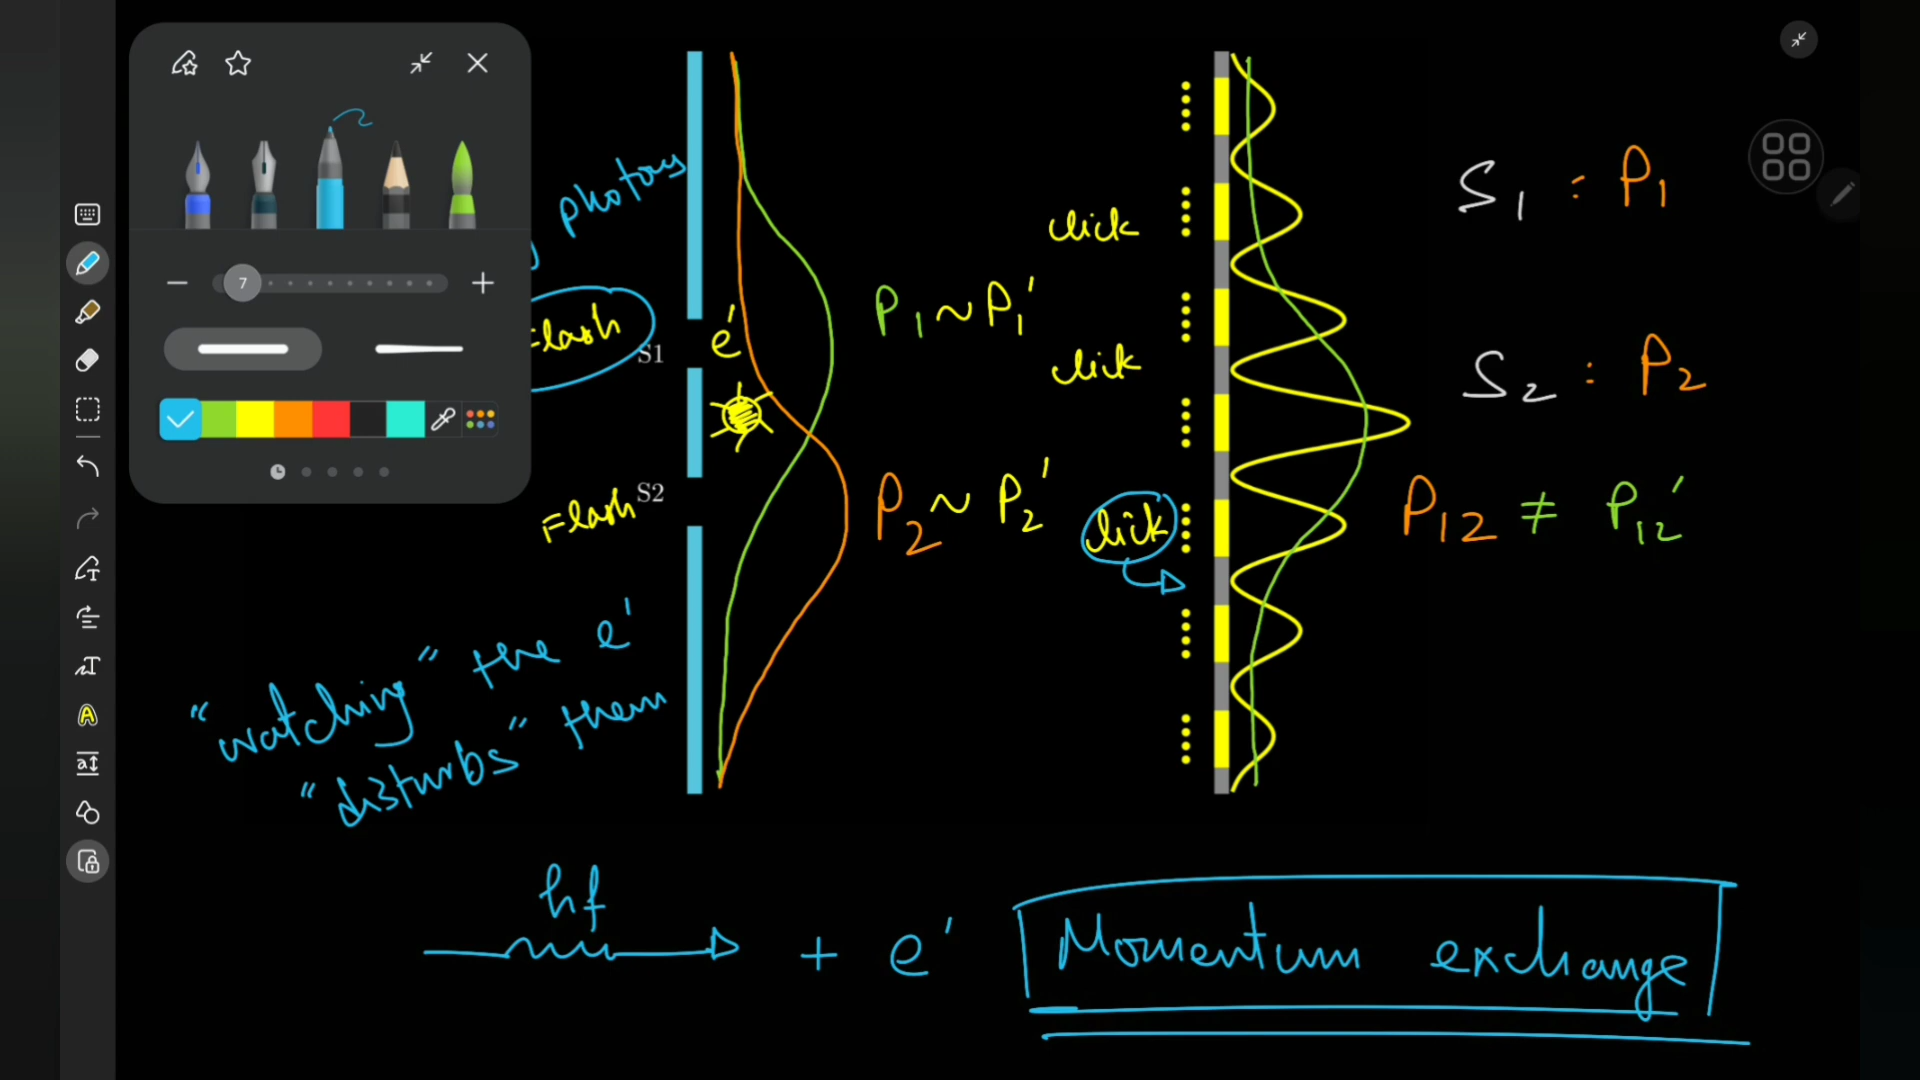 7
photons
Flash
S1
e'
P1 ~ P1'
click
click
S1 : P1
S2 : P2
Flash
S2
P2 ~ P2'
click
P12 ≠ P12'
"watching" the e'
"disturbs" them
hf
+ e'
Momentum exchange